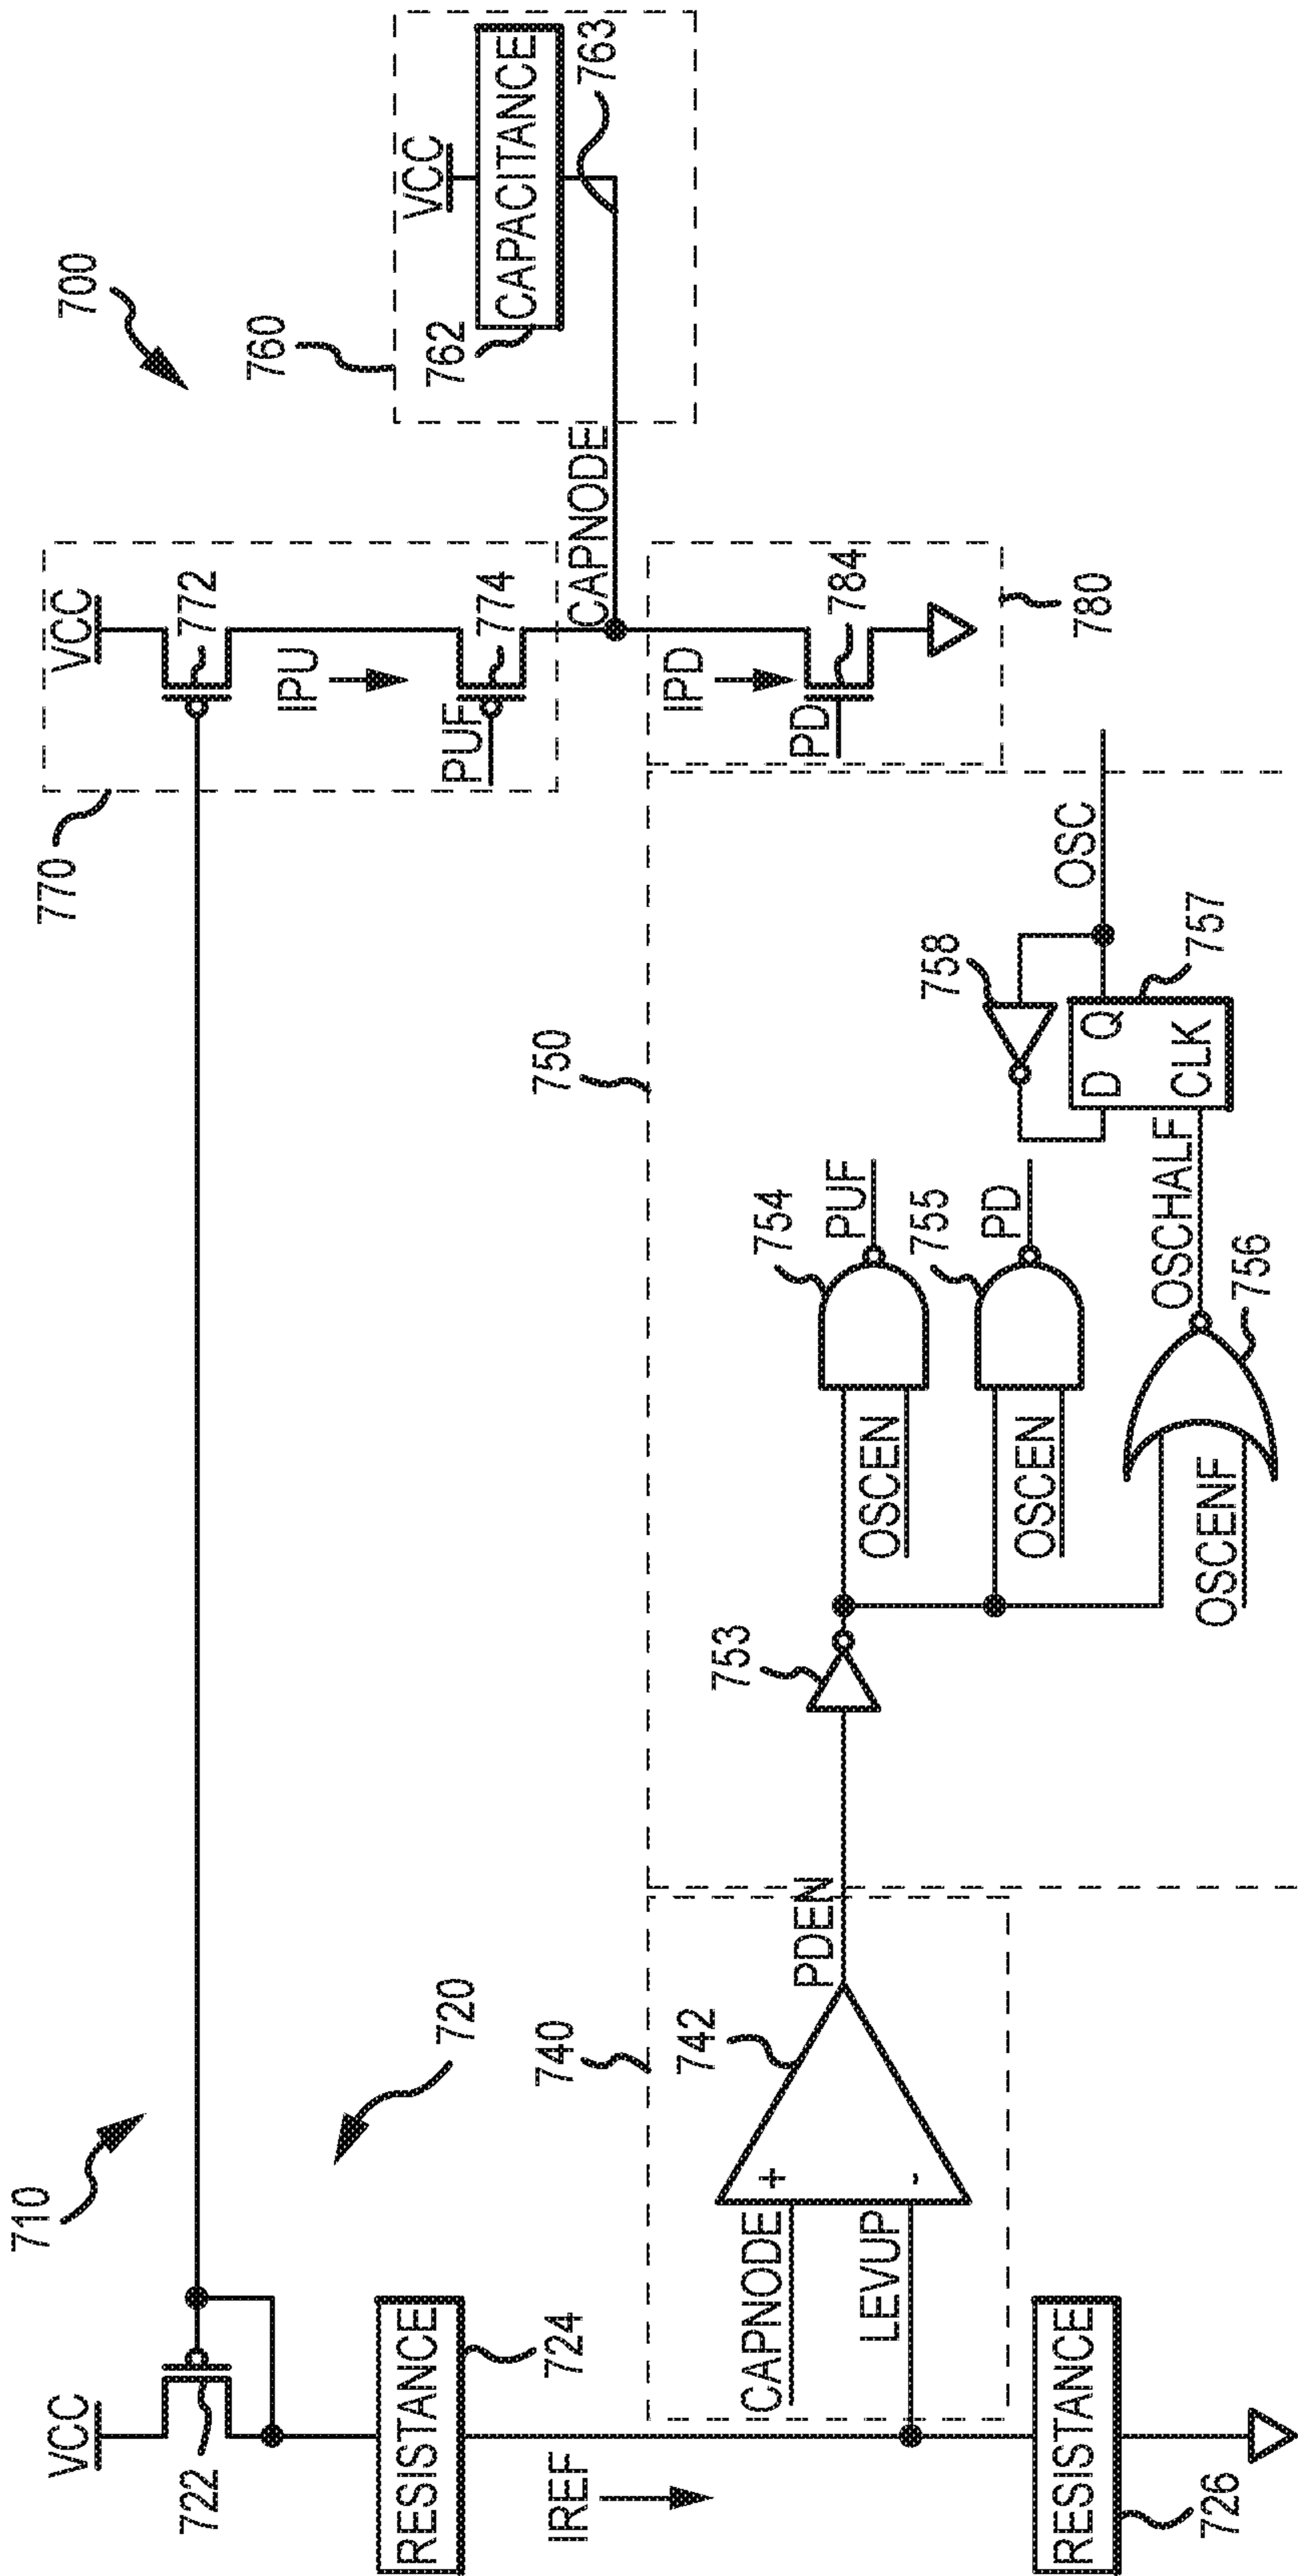 700
710
VCC
722
720
RESISTANCE
724
IREF
770
VCC
772
IPU
PUF
774
CAPNODE
760
VCC
CAPACITANCE
762
763
740
742
CAPNODE
+
LEVUP
-
PDEN
RESISTANCE
726
750
753
OSCEN
754
PUF
OSCEN
755
PD
OSCENF
756
OSCHALF
758
D Q
CLK
757
OSC
IPD
PD
784
780